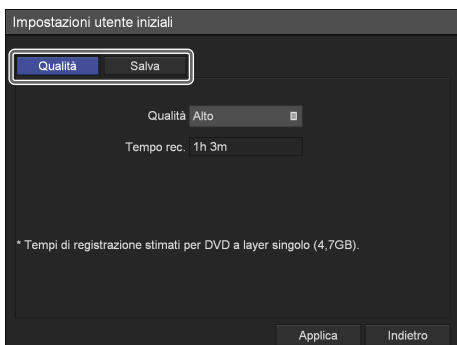 Impostazioni utente iniziali
Qualità Salva
Qualità Alto
Tempo rec. 1h 3m
* Tempi di registrazione stimati per DVD a layer singolo (4,7GB).
Applica Indietro